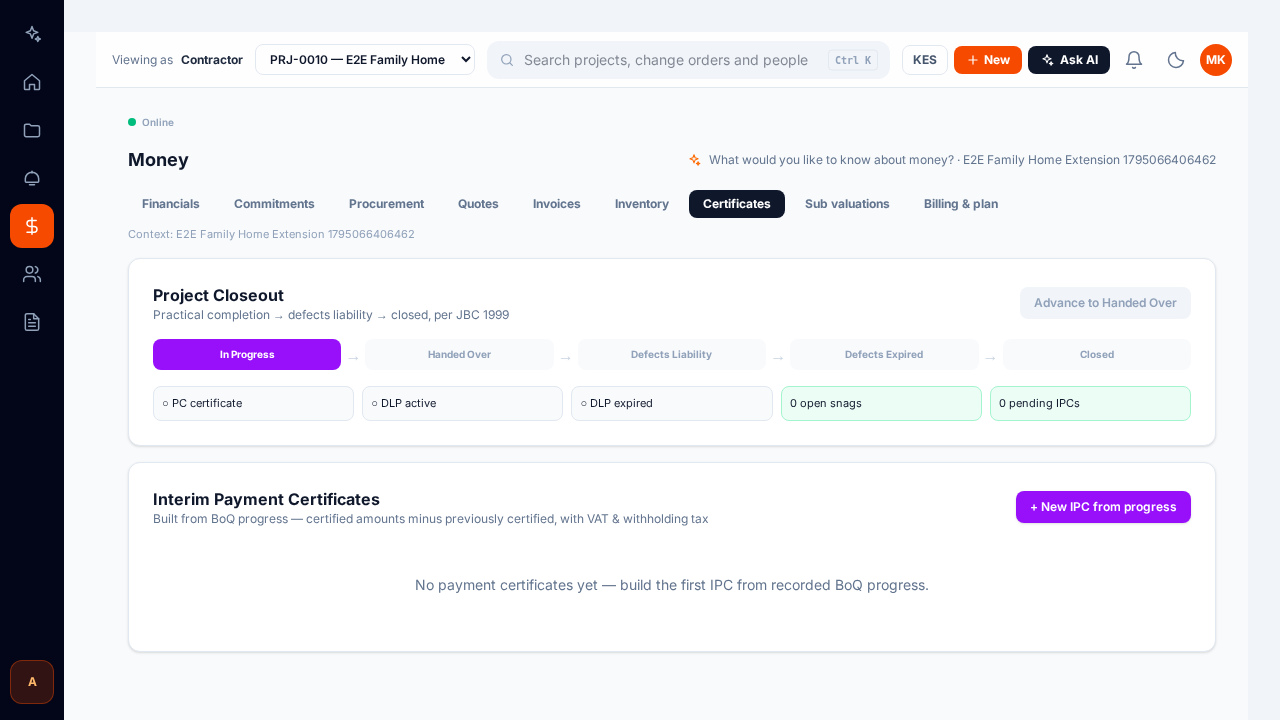 Viewing as Contractor
PRJ-0010 — E2E Family Home
Search projects, change orders and people
Ctrl K
KES
New
Ask AI
MK
Online
Money
What would you like to know about money? · E2E Family Home Extension 1795066406462
Financials
Commitments
Procurement
Quotes
Invoices
Inventory
Certificates
Sub valuations
Billing & plan
Context: E2E Family Home Extension 1795066406462
Project Closeout
Practical completion → defects liability → closed, per JBC 1999
Advance to Handed Over
In Progress → Handed Over → Defects Liability → Defects Expired → Closed
○ PC certificate
○ DLP active
○ DLP expired
0 open snags
0 pending IPCs
Interim Payment Certificates
Built from BoQ progress — certified amounts minus previously certified, with VAT & withholding tax
+ New IPC from progress
No payment certificates yet — build the first IPC from recorded BoQ progress.
A